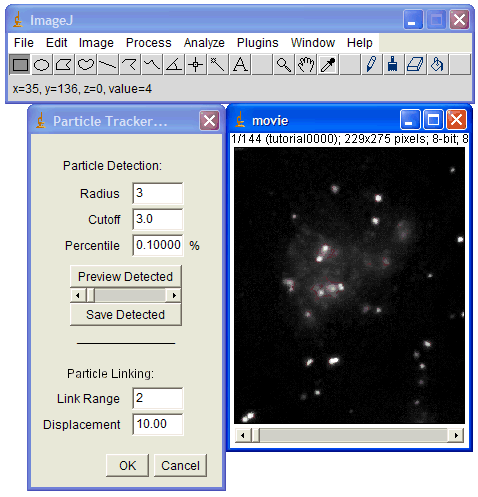 ImageJ
File Edit Image Process Analyze Plugins Window Help
A
x=35, y=136, z=0, value=4
Particle Tracker...
Particle Detection:
Radius 3
Cutoff 3.0
Percentile 0.10000 %
Preview Detected
Save Detected
Particle Linking:
Link Range 2
Displacement 10.00
OK Cancel
movie
1/144 (tutorial0000); 229x275 pixels; 8-bit; 8